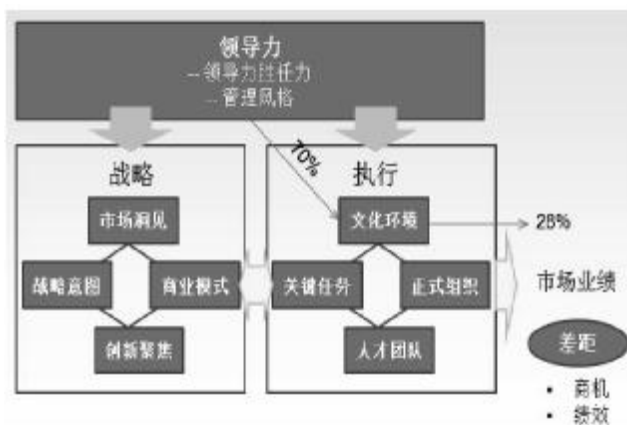 领导力
-- 领导力胜任力
-- 管理风格
70%
战略
市场洞见
战略意图
商业模式
创新聚焦
执行
文化环境
28%
关键任务
正式组织
人才团队
市场业绩
差距
• 商机
• 绩效